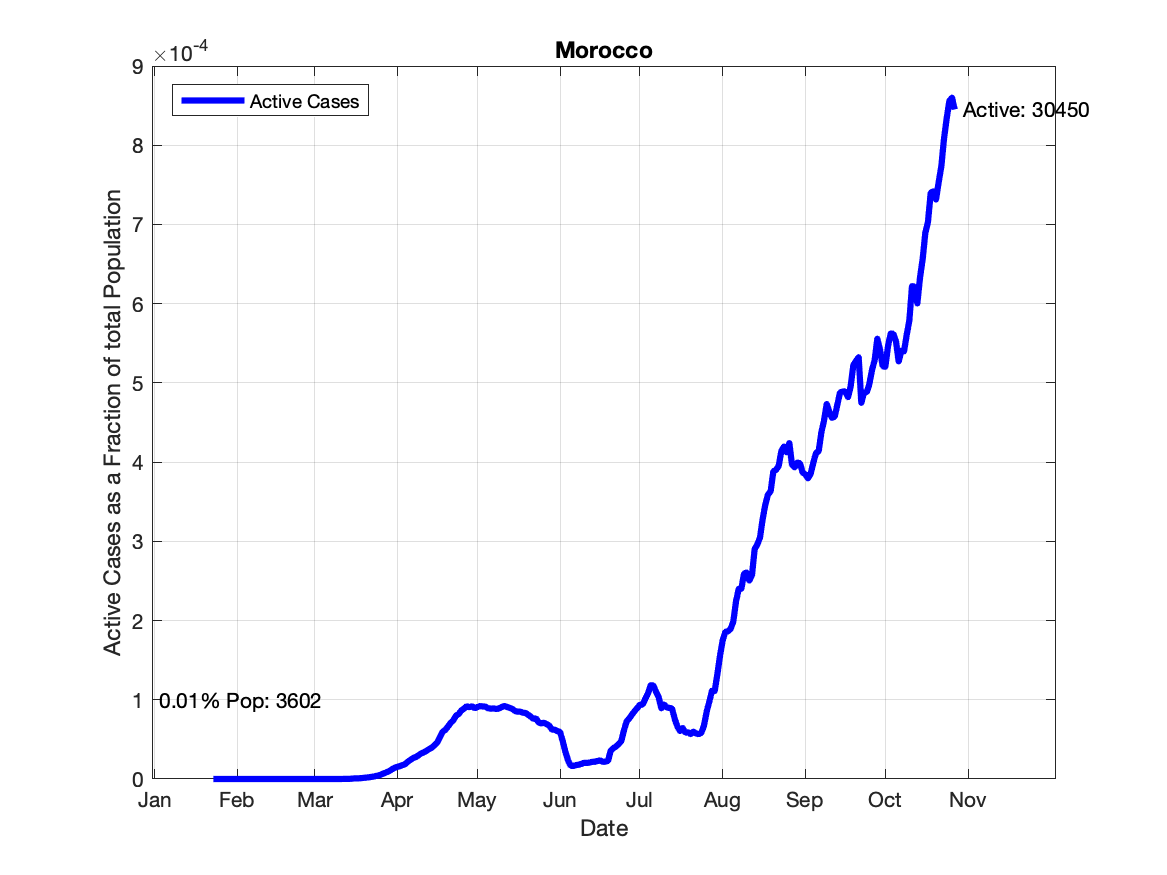 Morocco
×10-4
Active Cases
Active: 30450
0.01% Pop: 3602
9
8
7
6
5
4
3
2
1
0
Active Cases as a Fraction of total Population
Jan Feb Mar Apr May Jun Jul Aug Sep Oct Nov
Date